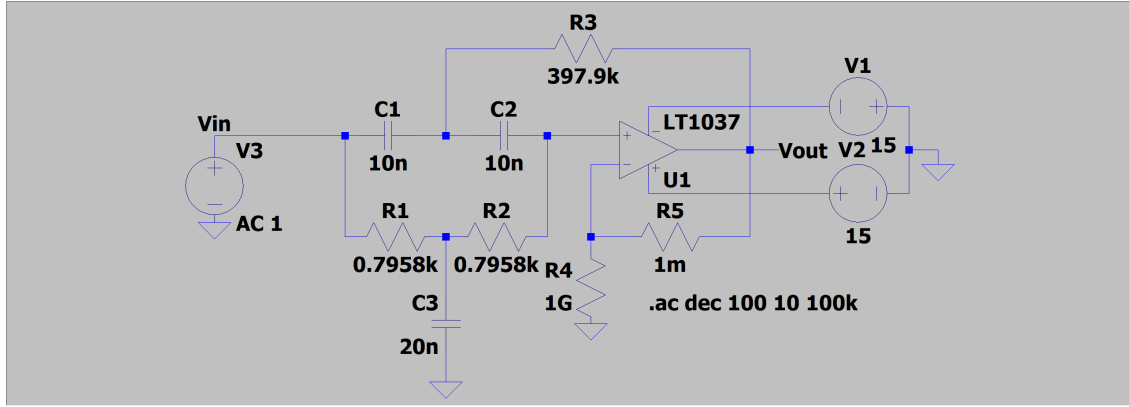 R3
397.9k
V1
C1
C2
LT1037
Vin
15
10n
10n
Vout
V2
V3
U1
R1
R2
R5
15
AC 1
0.7958k
0.7958k
1m
R4
C3
1G
.ac dec 100 10 100k
20n